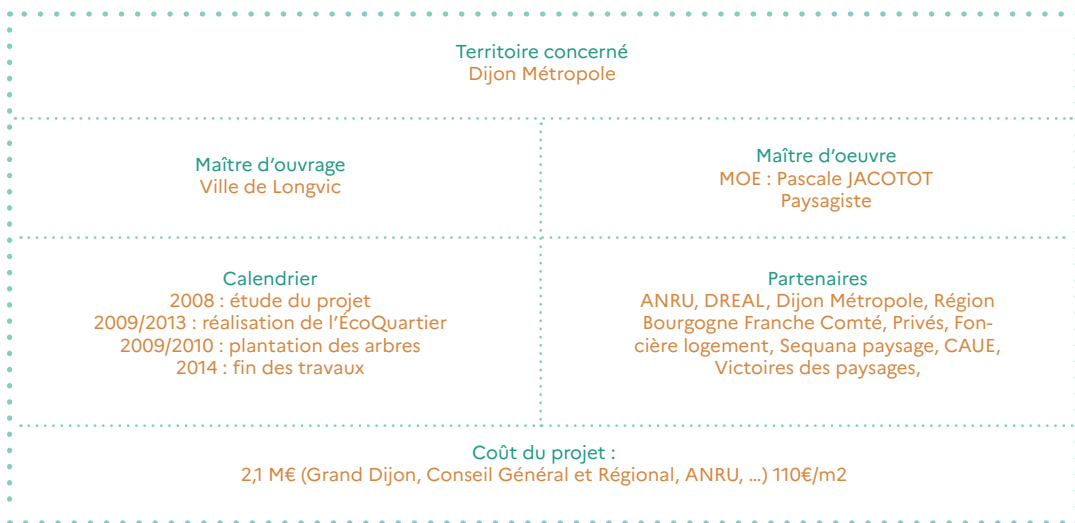 Territoire concerné
Dijon Métropole
Maître d'ouvrage
Ville de Longvic
Maître d'oeuvre
MOE : Pascale JACOTOT
Paysagiste
Calendrier
2008 : étude du projet
2009/2013 : réalisation de l'ÉcoQuartier
2009/2010 : plantation des arbres
2014 : fin des travaux
Partenaires
ANRU, DREAL, Dijon Métropole, Région
Bourgogne Franche Comté, Privés, Fon-
cière logement, Sequana paysage, CAUE,
Victoires des paysages,
Coût du projet :
2,1 M€ (Grand Dijon, Conseil Général et Régional, ANRU, ...) 110€/m2